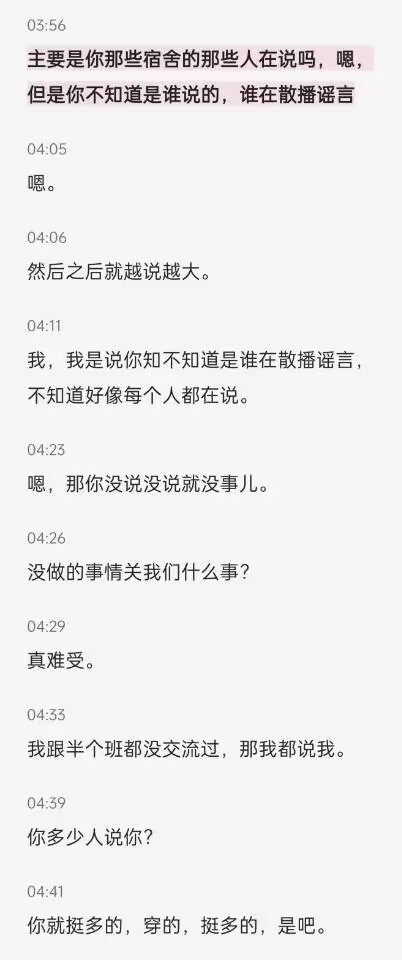 03:56
主要是你那些宿舍的那些人在说吗，嗯，
但是你不知道是谁说的，谁在散播谣言
04:05
嗯。
04:06
然后之后就越说越大。
04:11
我，我是说你知不知道是谁在散播谣言，
不知道好像每个人都在说。
04:23
嗯，那你没说没说就没事儿。
04:26
没做的事情关我们什么事？
04:29
真难受。
04:33
我跟半个班都没交流过，那我都说我。
04:39
你多少人说你？
04:41
你就挺多的，穿的，挺多的，是吧。